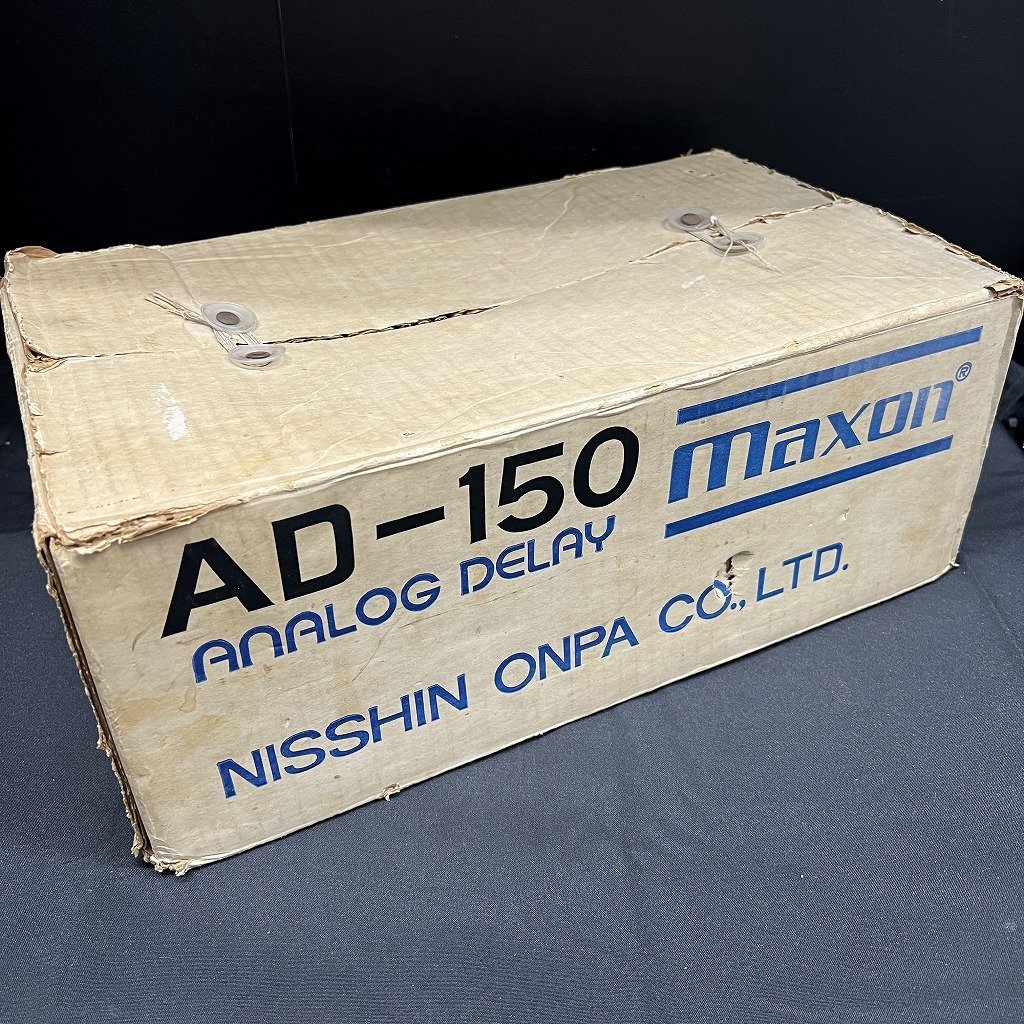 AD-150
ANALOG DELAY
maxon®
NISSHIN ONPA CO., LTD.